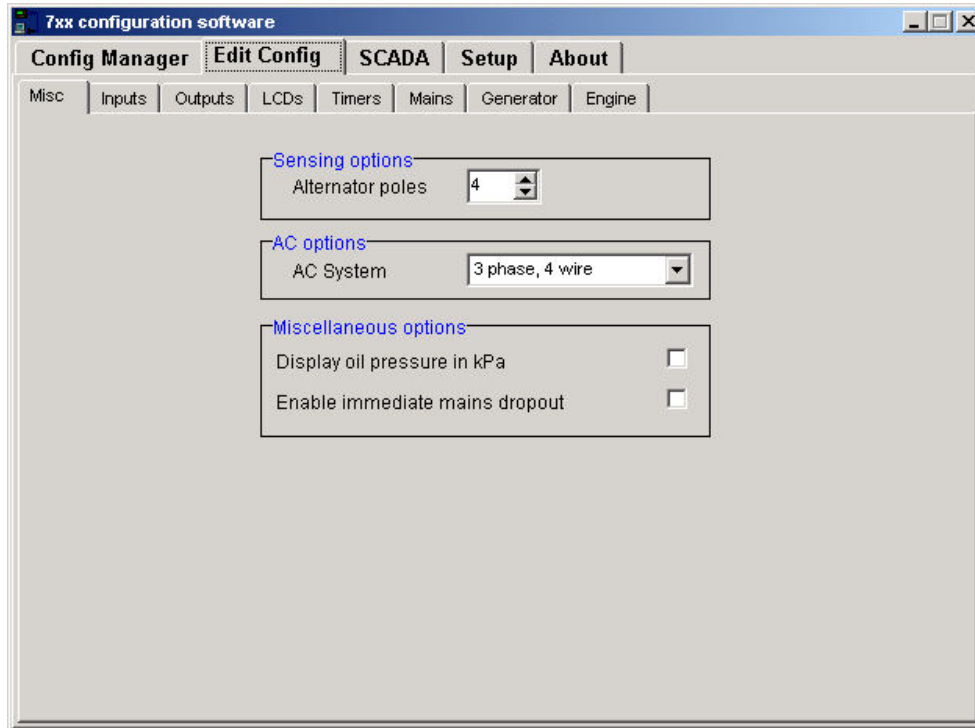 7xx configuration software
Config Manager Edit Config SCADA Setup About
Misc Inputs Outputs LCDs Timers Mains Generator Engine
Sensing options
Alternator poles 4
AC options
AC System 3 phase, 4 wire
Miscellaneous options
Display oil pressure in kPa
Enable immediate mains dropout